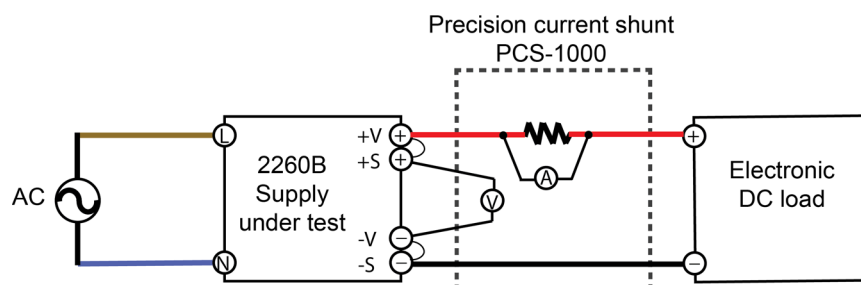 Precision current shunt
PCS-1000
AC
L
N
2260B
Supply
under test
+V
+S
-V
-S
+
+
−
−
V
A
+
−
Electronic
DC load